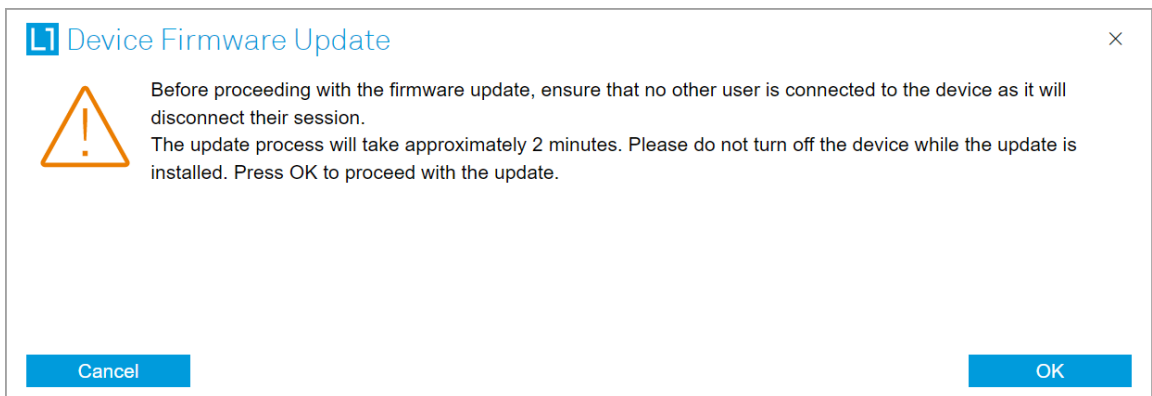 L1 Device Firmware Update
Before proceeding with the firmware update, ensure that no other user is connected to the device as it will
disconnect their session.
The update process will take approximately 2 minutes. Please do not turn off the device while the update is
installed. Press OK to proceed with the update.
Cancel
OK